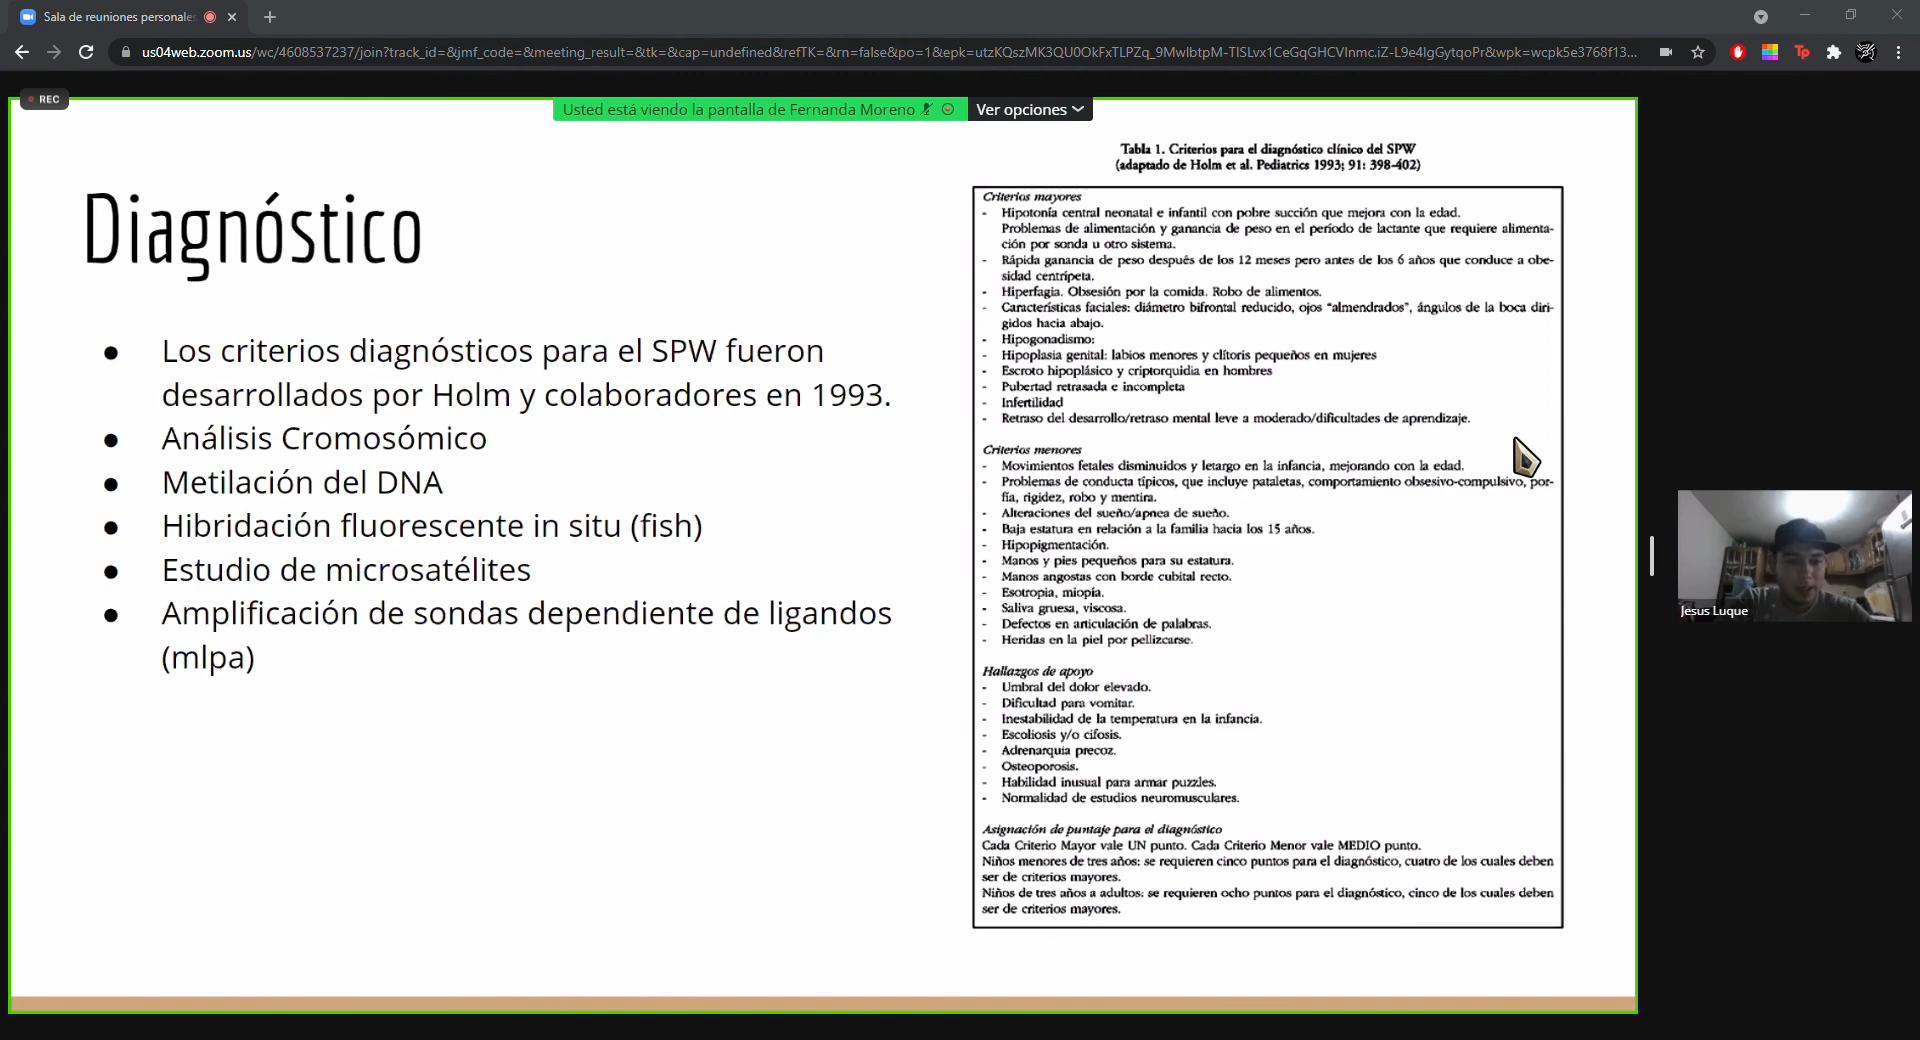 Sala de reuniones personales
us04web.zoom.us/wc/4608537237/join?track_id=&jmf_code=&meeting_result=&tk=&cap=undefined&refTK=&rn=false&po=1&epk=
REC
Usted está viendo la pantalla de Fernanda Moreno
Ver opciones
Diagnóstico
● Los criterios diagnósticos para el SPW fueron
desarrollados por Holm y colaboradores en 1993.
● Análisis Cromosómico
● Metilación del DNA
● Hibridación fluorescente in situ (fish)
● Estudio de microsatélites
● Amplificación de sondas dependiente de ligandos
(mlpa)
Tabla 1. Criterios para el diagnóstico clínico del SPW
(adaptado de Holm et al. Pediatrics 1993; 91: 398-402)
Criterios mayores
- Hipotonía central neonatal e infantil con pobre succión que mejora con la edad.
Problemas de alimentación y ganancia de peso en el período de lactante que requiere alimenta-
ción por sonda u otro sistema.
- Rápida ganancia de peso después de los 12 meses pero antes de los 6 años que conduce a obe-
sidad centrípeta.
- Hiperfagia. Obsesión por la comida. Robo de alimentos.
- Características faciales: diámetro bifrontal reducido, ojos "almendrados", ángulos de la boca diri-
gidos hacia abajo.
- Hipogonadismo:
- Hipoplasia genital: labios menores y clítoris pequeños en mujeres
- Escroto hipoplásico y criptorquidia en hombres
- Pubertad retrasada e incompleta
- Infertilidad
- Retraso del desarrollo/retraso mental leve a moderado/dificultades de aprendizaje.
Criterios menores
- Movimientos fetales disminuidos y letargo en la infancia, mejorando con la edad.
- Problemas de conducta típicos, que incluye pataletas, comportamiento obsesivo-compulsivo, por-
fía, rigidez, robo y mentira.
- Alteraciones del sueño/apnea de sueño.
- Baja estatura en relación a la familia hacia los 15 años.
- Hipopigmentación.
- Manos y pies pequeños para su estatura.
- Manos angostas con borde cubital recto.
- Esotropia, miopía.
- Saliva gruesa, viscosa.
- Defectos en articulación de palabras.
- Heridas en la piel por pellizcarse.
Hallazgos de apoyo
- Umbral del dolor elevado.
- Dificultad para vomitar.
- Inestabilidad de la temperatura en la infancia.
- Escoliosis y/o cifosis.
- Adrenarquia precoz.
- Osteoporosis.
- Habilidad inusual para armar puzzles.
- Normalidad de estudios neuromusculares.
Asignación de puntaje para el diagnóstico
Cada Criterio Mayor vale UN punto. Cada Criterio Menor vale MEDIO punto.
Niños menores de tres años: se requieren cinco puntos para el diagnóstico, cuatro de los cuales deben
ser de criterios mayores.
Niños de tres años a adultos: se requieren ocho puntos para el diagnóstico, cinco de los cuales deben
ser de criterios mayores.
Jesus Luque